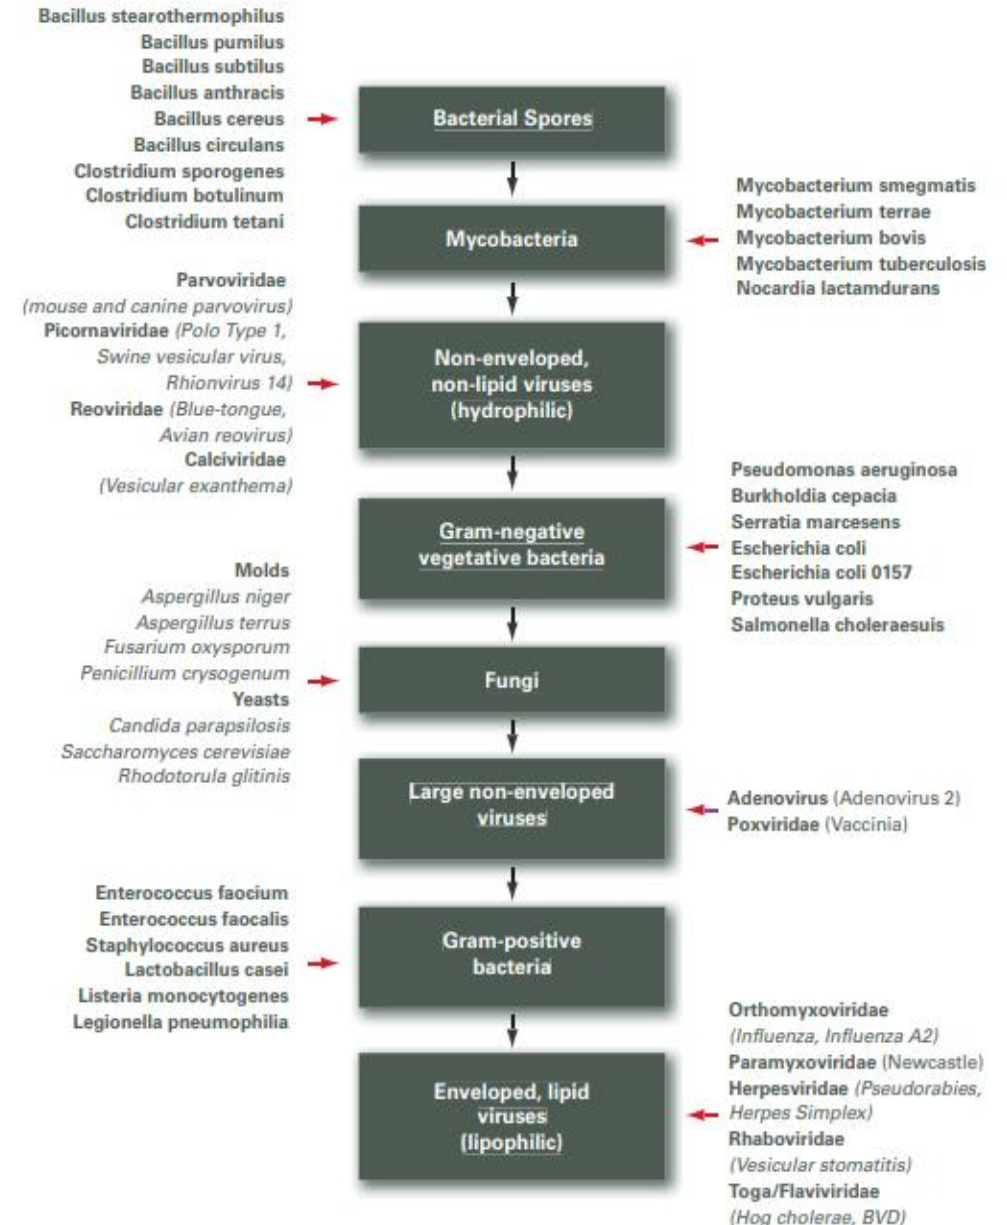 Bacillus stearothermophilus
Bacillus pumilus
Bacillus subtilus
Bacillus anthracis
Bacillus cereus
Bacillus circulans
Clostridium sporogenes
Clostridium botulinum
Clostridium tetani
Bacterial Spores
Mycobacteria
Mycobacterium smegmatis
Mycobacterium terrae
Mycobacterium bovis
Mycobacterium tuberculosis
Nocardia lactamdurans
Parvoviridae
(mouse and canine parvovirus)
Picornaviridae (Polo Type 1,
Swine vesicular virus,
Rhionvirus 14)
Reoviridae (Blue-tongue,
Avian reovirus)
Calciviridae
(Vesicular exanthema)
Non-enveloped,
non-lipid viruses
(hydrophilic)
Gram-negative
vegetative bacteria
Pseudomonas aeruginosa
Burkholdia cepacia
Serratia marcesens
Escherichia coli
Escherichia coli 0157
Proteus vulgaris
Salmonella choleraesuis
Molds
Aspergillus niger
Aspergillus terrus
Fusarium oxysporum
Penicillium crysogenum
Yeasts
Candida parapsilosis
Saccharomyces cerevisiae
Rhodotorula glitinis
Fungi
Large non-enveloped
viruses
Adenovirus (Adenovirus 2)
Poxviridae (Vaccinia)
Enterococcus faocium
Enterococcus faocalis
Staphylococcus aureus
Lactobacillus casei
Listeria monocytogenes
Legionella pneumophilia
Gram-positive
bacteria
Enveloped, lipid
viruses
(lipophilic)
Orthomyxoviridae
(Influenza, Influenza A2)
Paramyxoviridae (Newcastle)
Herpesviridae (Pseudorabies,
Herpes Simplex)
Rhaboviridae
(Vesicular stomatitis)
Toga/Flaviviridae
(Hog cholerae, BVD)